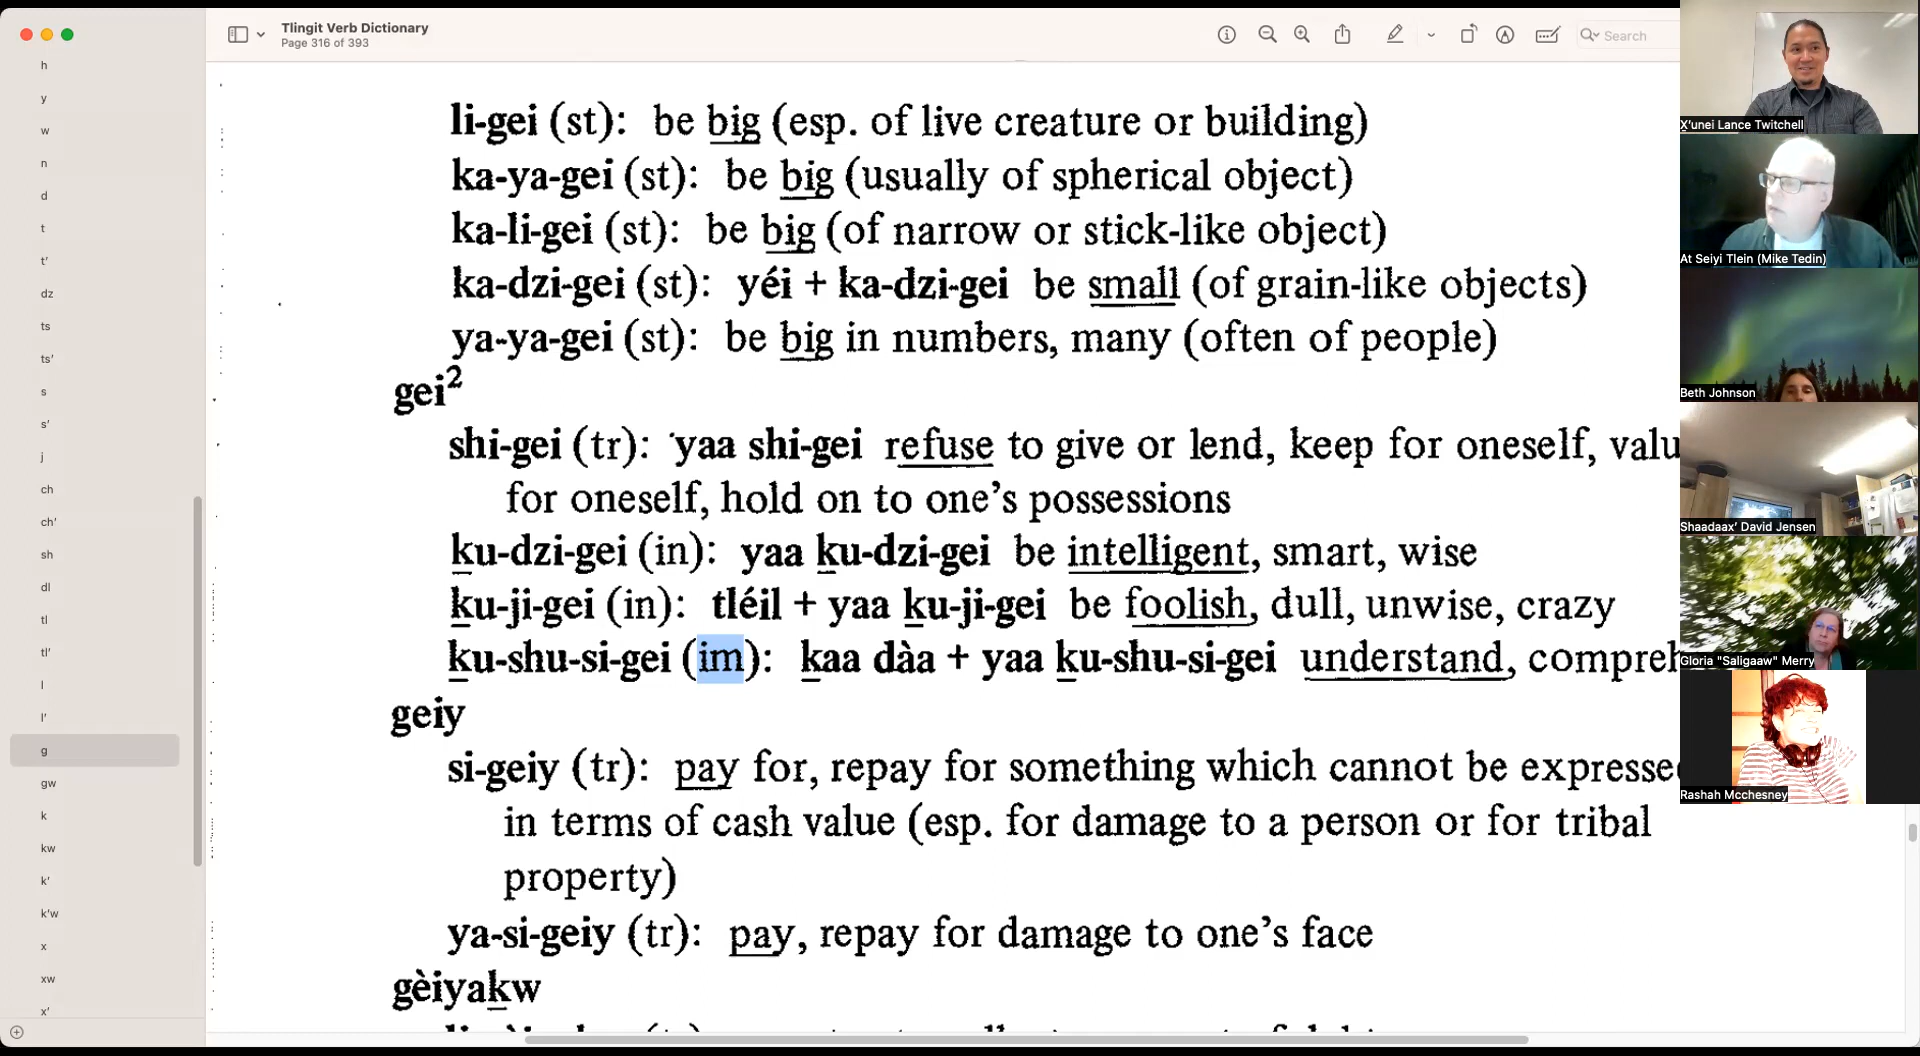 Tlingit Verb Dictionary
Page 316 of 393
Search
h
y
w
n
d
t
t'
dz
ts
ts'
s
s'
j
ch
ch'
sh
dl
tl
tl'
l
l'
g
gw
k
kw
k'
k'w
x
xw
x'
li-gei (st): be big (esp. of live creature or building)
ka-ya-gei (st): be big (usually of spherical object)
ka-li-gei (st): be big (of narrow or stick-like object)
ka-dzi-gei (st): yéi + ka-dzi-gei be small (of grain-like objects)
ya-ya-gei (st): be big in numbers, many (often of people)
gei²
shi-gei (tr): yaa shi-gei refuse to give or lend, keep for oneself, valu
for oneself, hold on to one's possessions
ḵu-dzi-gei (in): yaa ḵu-dzi-gei be intelligent, smart, wise
ḵu-ji-gei (in): tléil + yaa ḵu-ji-gei be foolish, dull, unwise, crazy
ḵu-shu-si-gei (im): ḵaa dàa + yaa ḵu-shu-si-gei understand,ompreh
geiy
si-geiy (tr): pay for, repay for something which cannot be expresse
in terms of cash value (esp. for damage to a person or for tribal
property)
ya-si-geiy (tr): pay, repay for damage to one's face
gèiyaḵw
X̱'unei Lance Twitchell
At Seiyi Tlein (Mike Tedin)
Beth Johnson
Shaadaax' David Jensen
Gloria "Saligaaw" Merry
Rashah Mcchesney